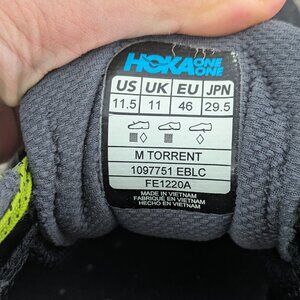 HOKA ONE ONE
US UK EU JPN
11.5 11 46 29.5
M TORRENT
1097751 EBLC
FE1220A
MADE IN VIETNAM
FABRIQUÉ EN VIETNAM
HECHO EN VIETNAM